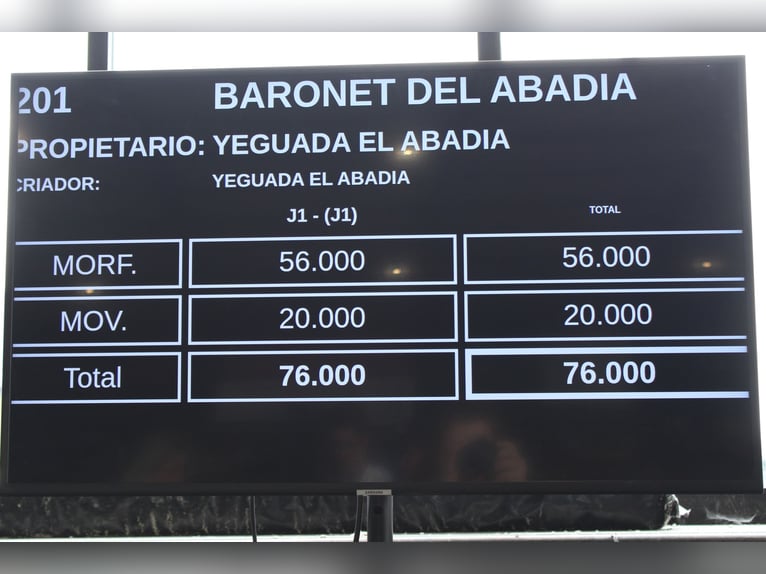 201 BARONET DEL ABADIA
PROPIETARIO: YEGUADA EL ABADIA
CRIADOR: YEGUADA EL ABADIA
J1 - (J1) TOTAL
MORF. 56.000 56.000
MOV. 20.000 20.000
Total 76.000 76.000
SAMSUNG